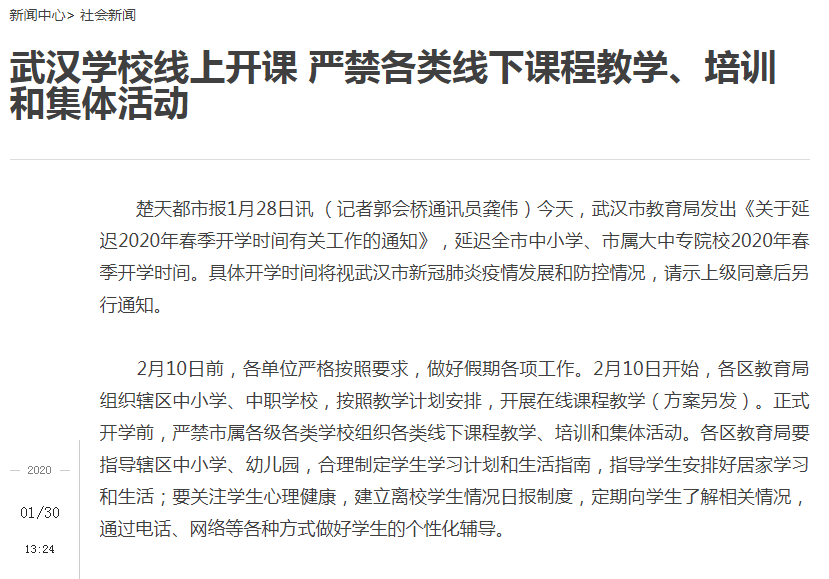 新闻中心> 社会新闻
武汉学校线上开课 严禁各类线下课程教学、培训
和集体活动
楚天都市报1月28日讯 （记者郭会桥通讯员龚伟）今天，武汉市教育局发出《关于延
迟2020年春季开学时间有关工作的通知》，延迟全市中小学、市属大中专院校2020年春
季开学时间。具体开学时间将视武汉市新冠肺炎疫情发展和防控情况，请示上级同意后另
行通知。
2月10日前，各单位严格按照要求，做好假期各项工作。2月10日开始，各区教育局
组织辖区中小学、中职学校，按照教学计划安排，开展在线课程教学（方案另发）。正式
开学前，严禁市属各级各类学校组织各类线下课程教学、培训和集体活动。各区教育局要
指导辖区中小学、幼儿园，合理制定学生学习计划和生活指南，指导学生安排好居家学习
和生活；要关注学生心理健康，建立离校学生情况日报制度，定期向学生了解相关情况，
通过电话、网络等各种方式做好学生的个性化辅导。
2020
01/30
13:24